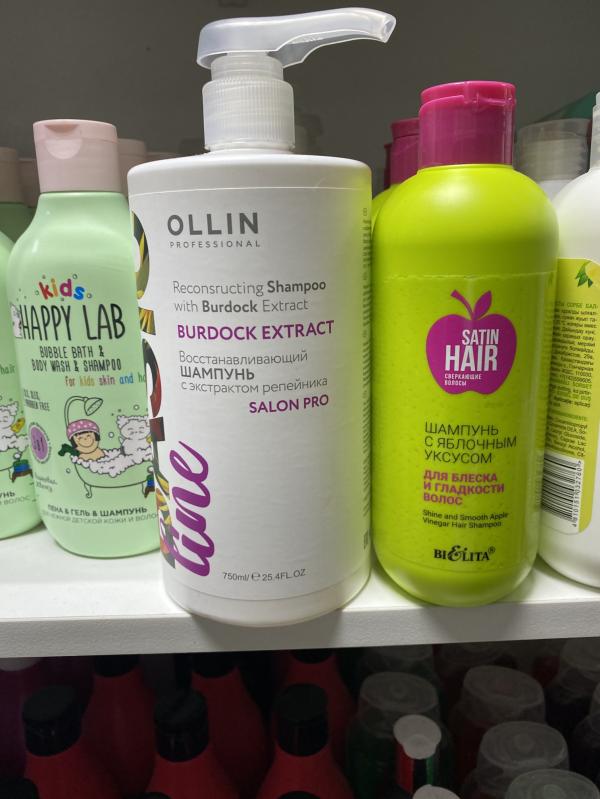 kids
HAPPY LAB
BUBBLE BATH &
BODY WASH & SHAMPOO
for kids skin and
ПЕНА & ГЕЛЬ & ШАМПУНЬ
OLLIN
PROFESSIONAL
Reconsructing Shampoo
with Burdock Extract
BURDOCK EXTRACT
Восстанавливающий
ШАМПУНЬ
с экстрактом репейника
SALON PRO
line
750ml/ ℮ 25.4FL.OZ
SATIN
HAIR
СВЕРКАЮЩИЕ
ВОЛОСЫ
ШАМПУНЬ
С ЯБЛОЧНЫМ
УКСУСОМ
ДЛЯ БЛЕСКА
И ГЛАДКОСТИ
ВОЛОС
Shine and Smooth Apple
Vinegar Hair Shampoo
BIELITA®